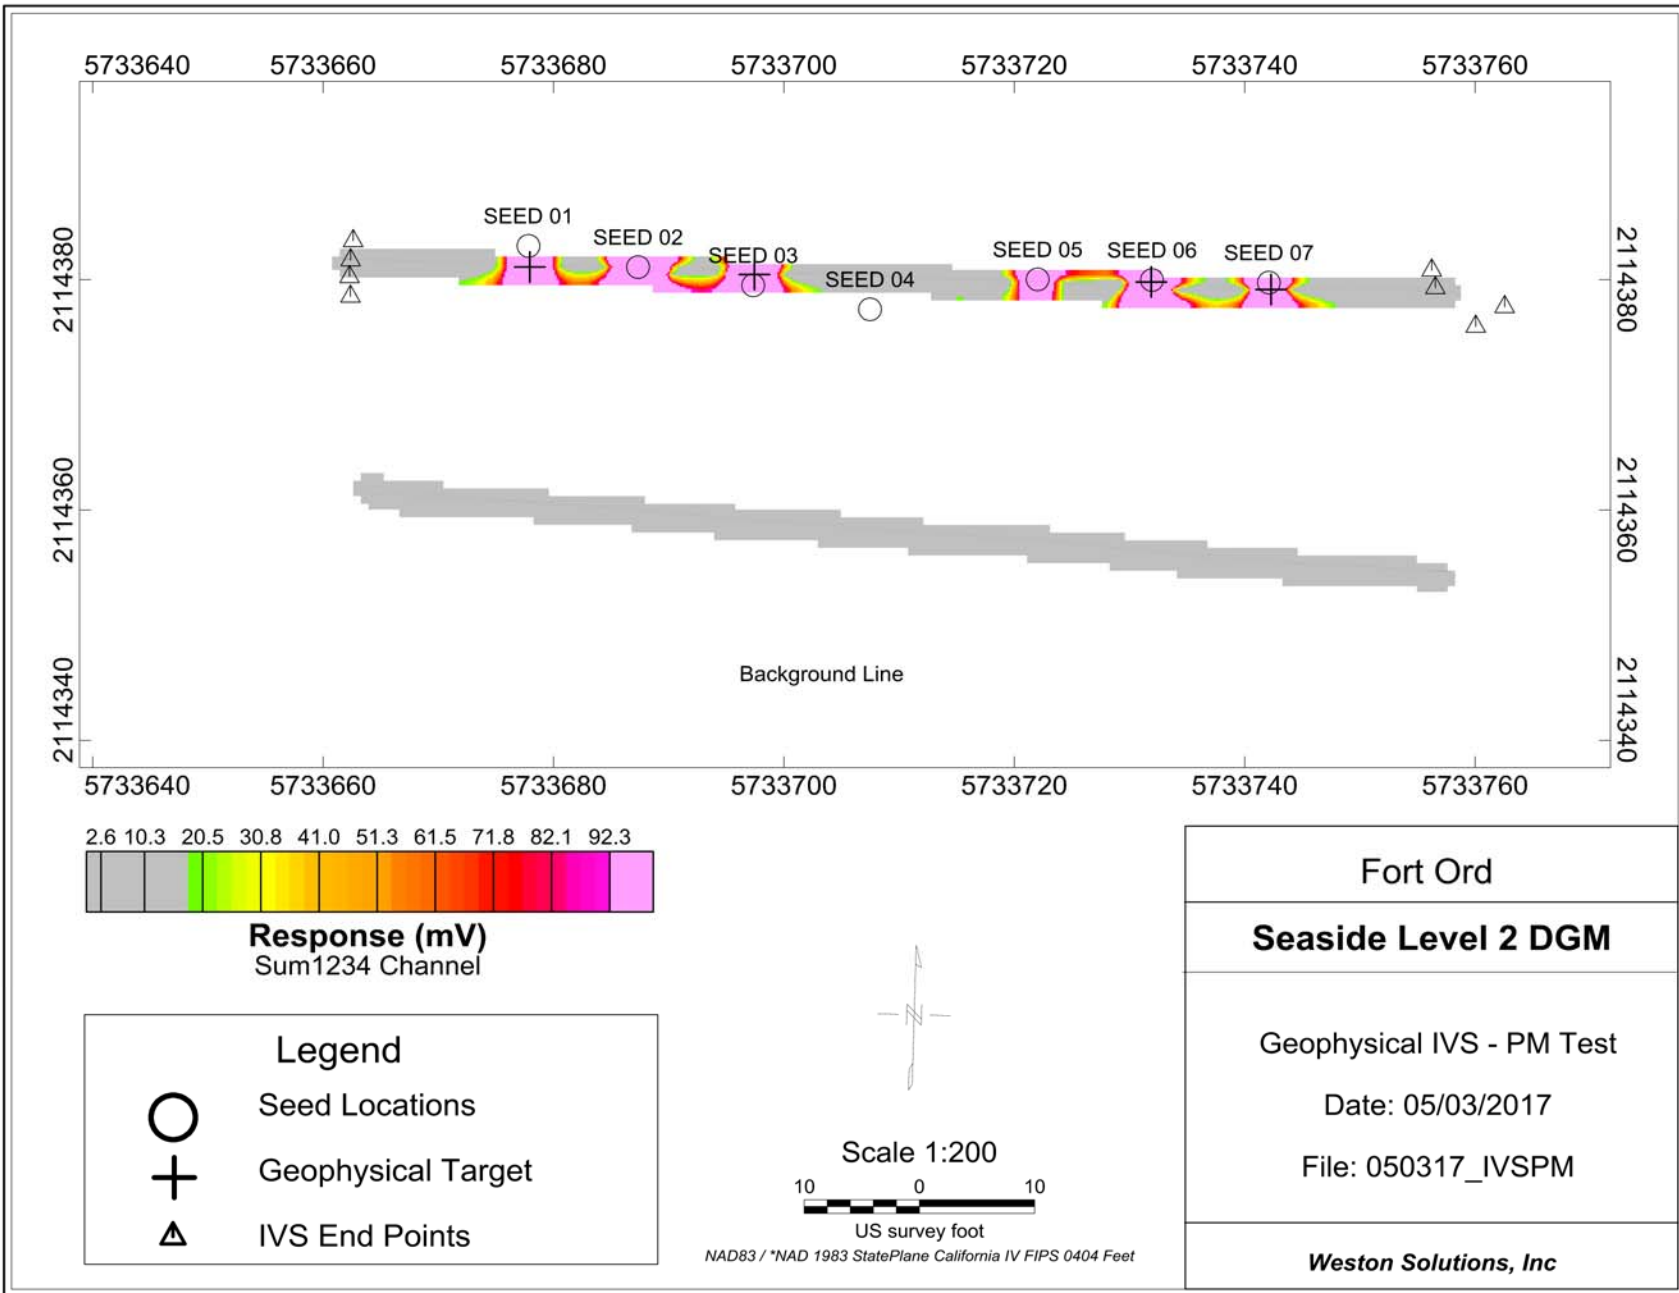 5733640 5733660 5733680 5733700 5733720 5733740 5733760
2114380
2114360
2114340
2114380
2114360
2114340
SEED 01
SEED 02
SEED 03
SEED 04
SEED 05
SEED 06
SEED 07
Background Line
5733640 5733660 5733680 5733700 5733720 5733740 5733760
2.6 10.3 20.5 30.8 41.0 51.3 61.5 71.8 82.1 92.3
Response (mV)
Sum1234 Channel
Legend
Seed Locations
Geophysical Target
IVS End Points
N
Scale 1:200
10 0 10
US survey foot
NAD83 / *NAD 1983 StatePlane California IV FIPS 0404 Feet
Fort Ord
Seaside Level 2 DGM
Geophysical IVS - PM Test
Date: 05/03/2017
File: 050317_IVSPM
Weston Solutions, Inc